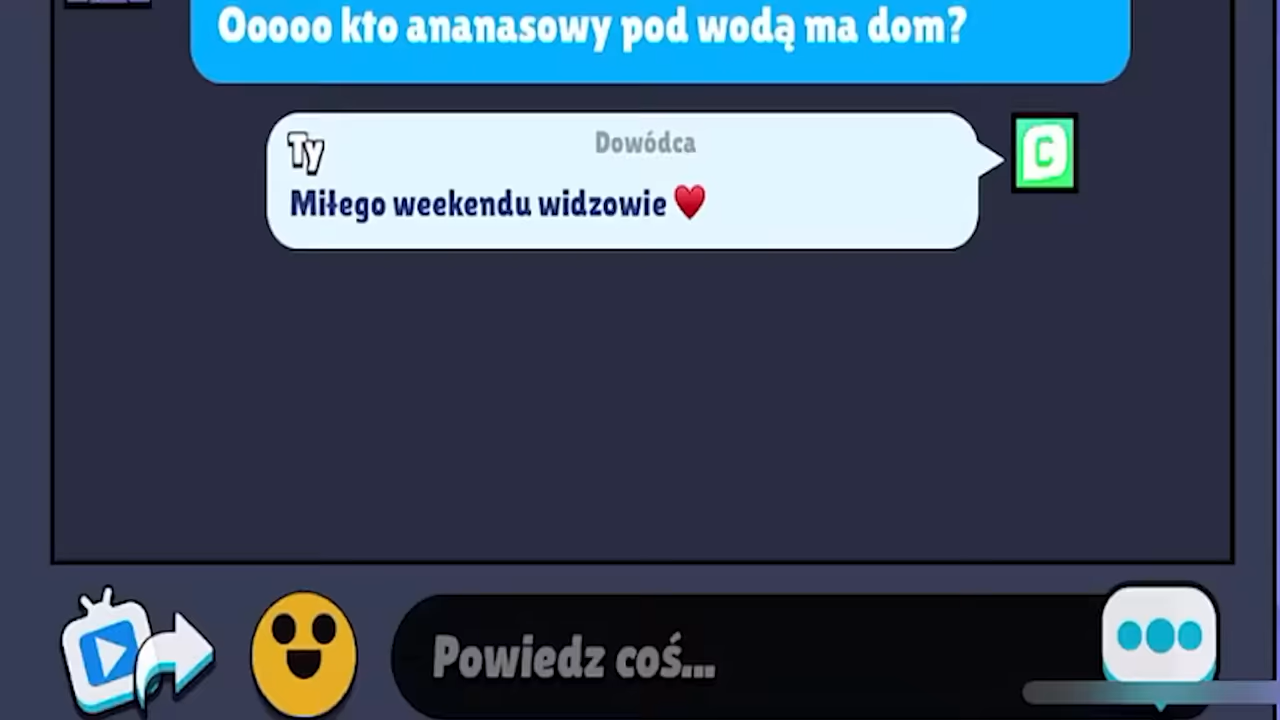 Ooooo kto ananasowy pod wodą ma dom?
Ty
Dowódca
Miłego weekendu widzowie ❤️
C
Powiedz coś...